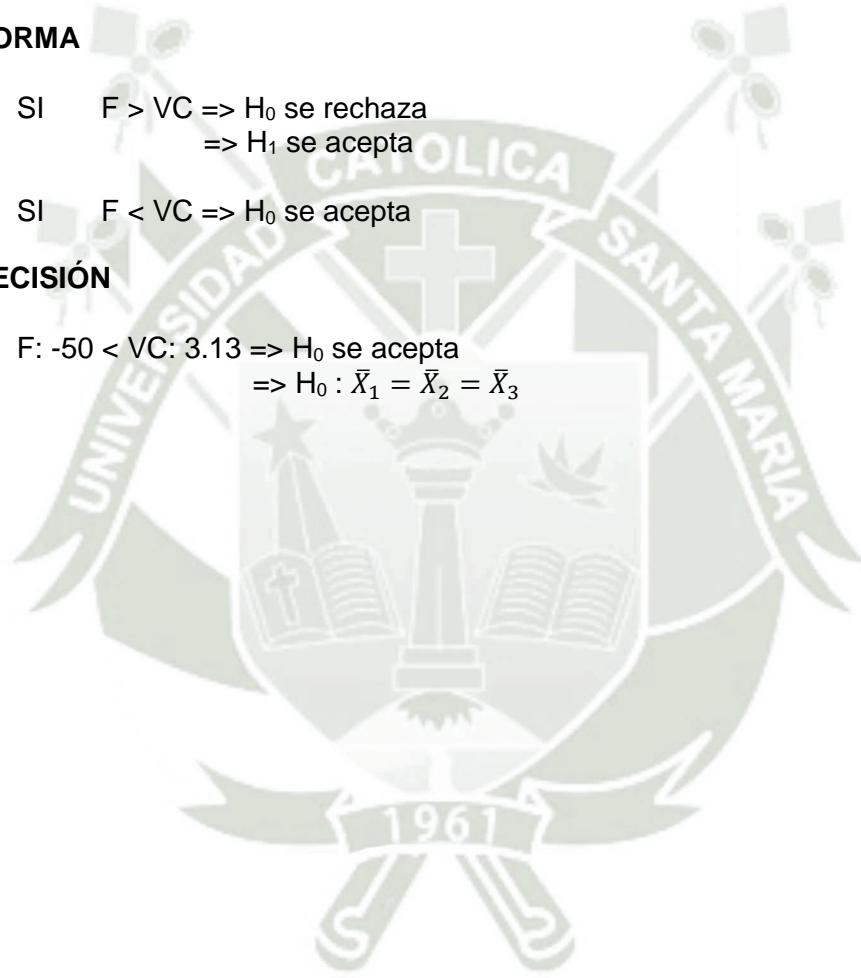 ORMA
SI F > VC => H₀ se rechaza
=> H₁ se acepta
SI F < VC => H₀ se acepta
ECISIÓN
F: -50 < VC: 3.13 => H₀ se acepta
=> H₀ : X̄₁ = X̄₂ = X̄₃
UNIVERSIDAD CATOLICA SANTA MARIA
1961